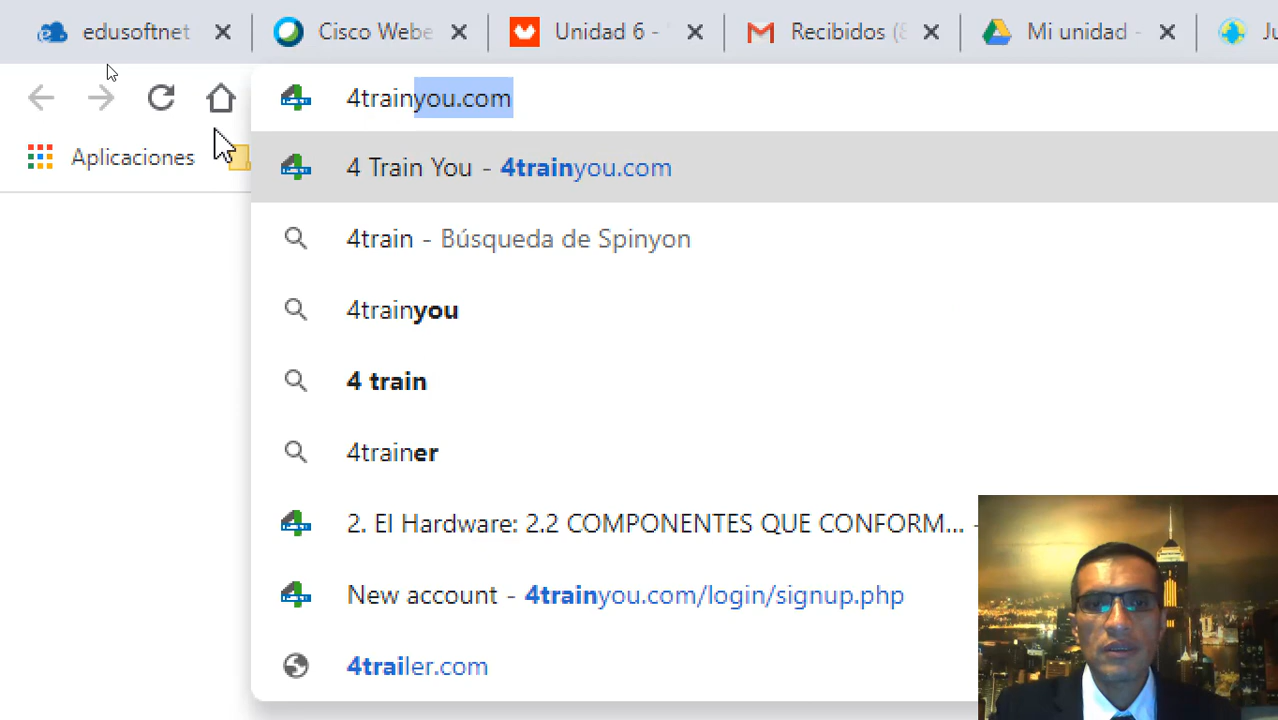 edusoftnet
Cisco Webe
Unidad 6 -
Recibidos (8
Mi unidad -
Ju
4trainyou.com
Aplicaciones
4 Train You - 4trainyou.com
4train - Búsqueda de Spinyon
4trainyou
4 train
4trainer
2. El Hardware: 2.2 COMPONENTES QUE CONFORM... -
New account - 4trainyou.com/login/signup.php
4trailer.com